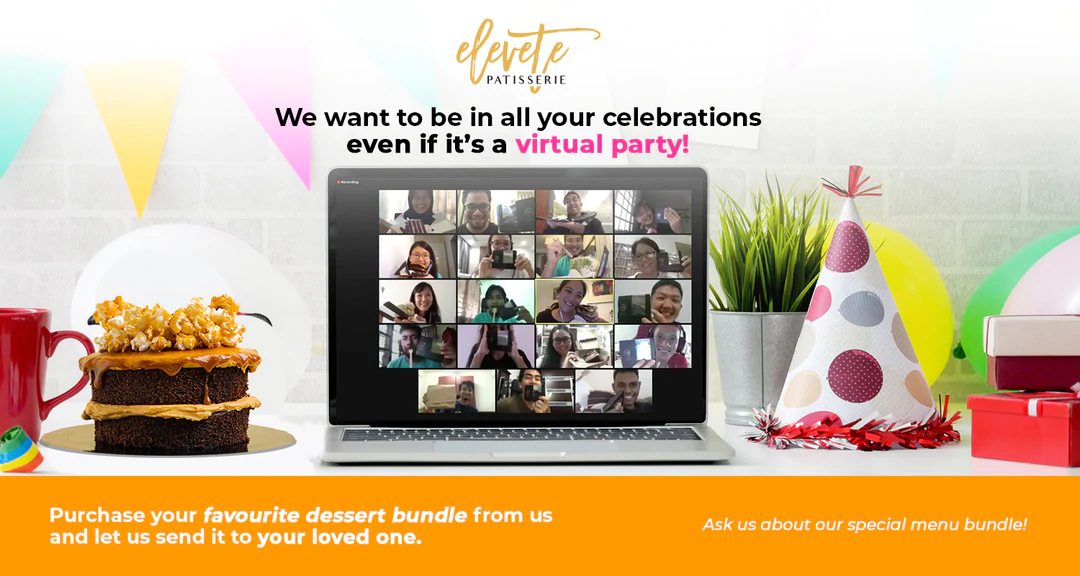 elevete
PATISSERIE
We want to be in all your celebrations
even if it's a virtual party!
Recording
Purchase your favourite dessert bundle from us
and let us send it to your loved one.
Ask us about our special menu bundle!